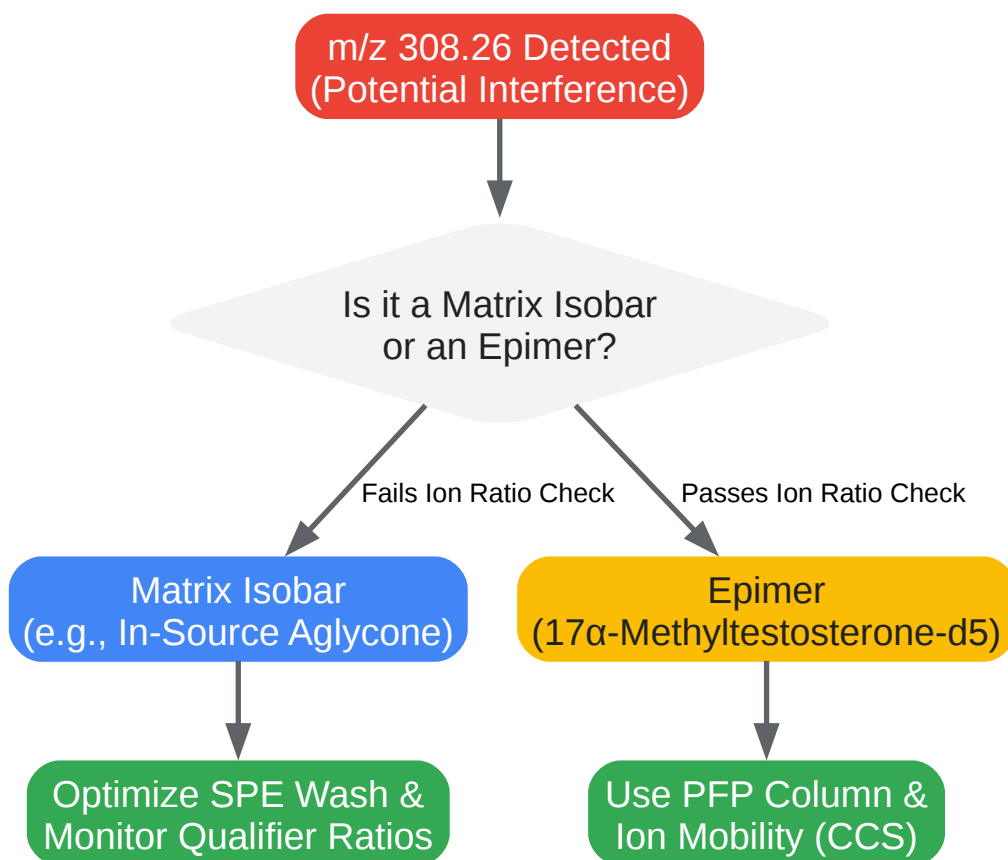 m/z 308.26 Detected
(Potential Interference)
Is it a Matrix Isobar
or an Epimer?
Fails Ion Ratio Check
Passes Ion Ratio Check
Matrix Isobar
(e.g., In-Source Aglycone)
Epimer
(17α-Methyltestosterone-d5)
Optimize SPE Wash &
Monitor Qualifier Ratios
Use PFP Column &
Ion Mobility (CCS)